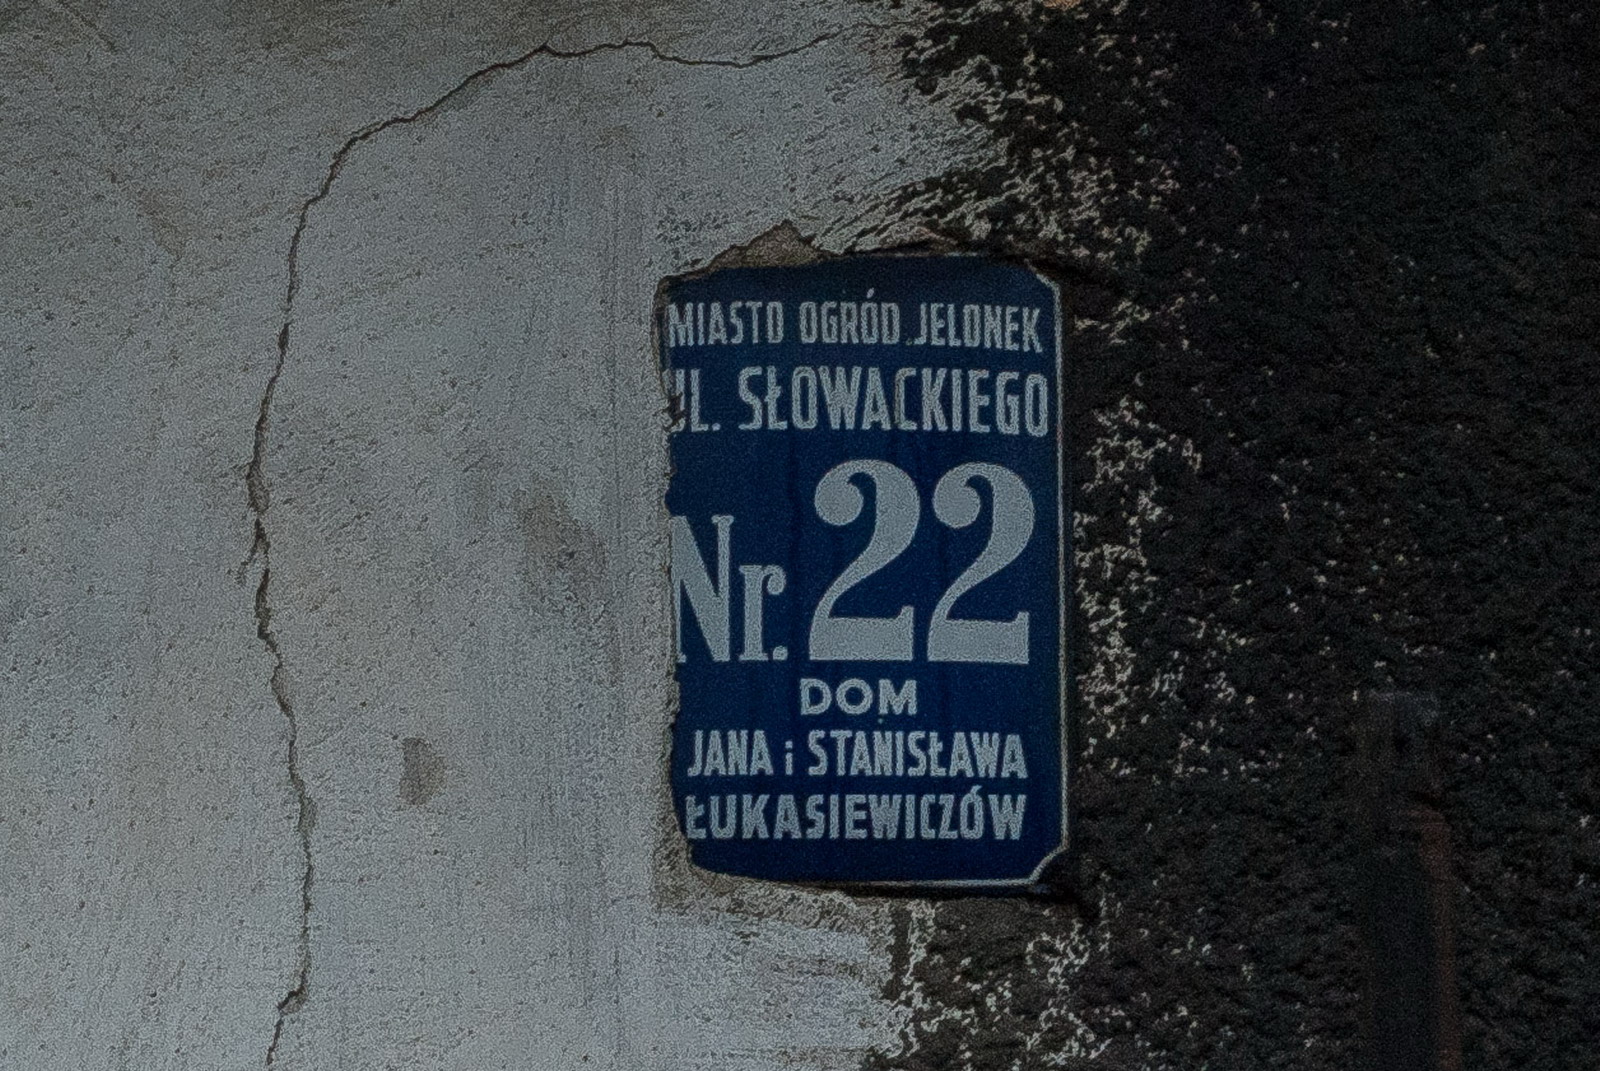 MIASTO OGRÓD JELONEK
UL. SŁOWACKIEGO
Nr. 22
DOM
JANA i STANISŁAWA
ŁUKASIEWICZÓW